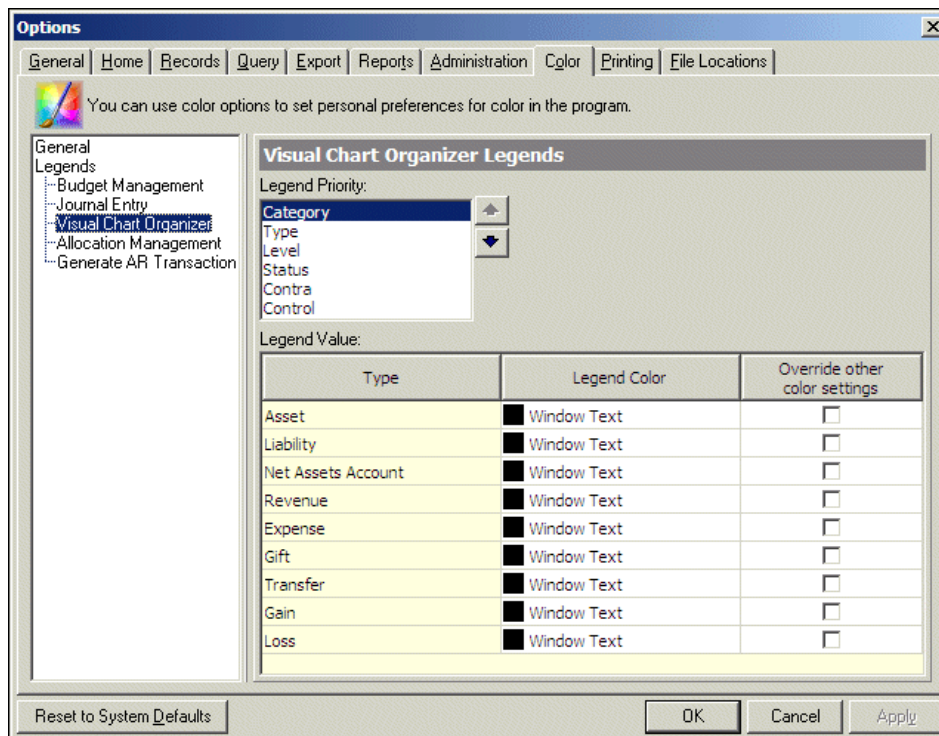 Options
General Home Records Query Export Reports Administration Color Printing File Locations
You can use color options to set personal preferences for color in the program.
General
Legends
Budget Management
Journal Entry
Visual Chart Organizer
Allocation Management
Generate AR Transaction
Visual Chart Organizer Legends
Legend Priority:
Category
Type
Level
Status
Contra
Control
Legend Value:
Type Legend Color Override other
color settings
Asset Window Text
Liability Window Text
Net Assets Account Window Text
Revenue Window Text
Expense Window Text
Gift Window Text
Transfer Window Text
Gain Window Text
Loss Window Text
Reset to System Defaults OK Cancel Apply